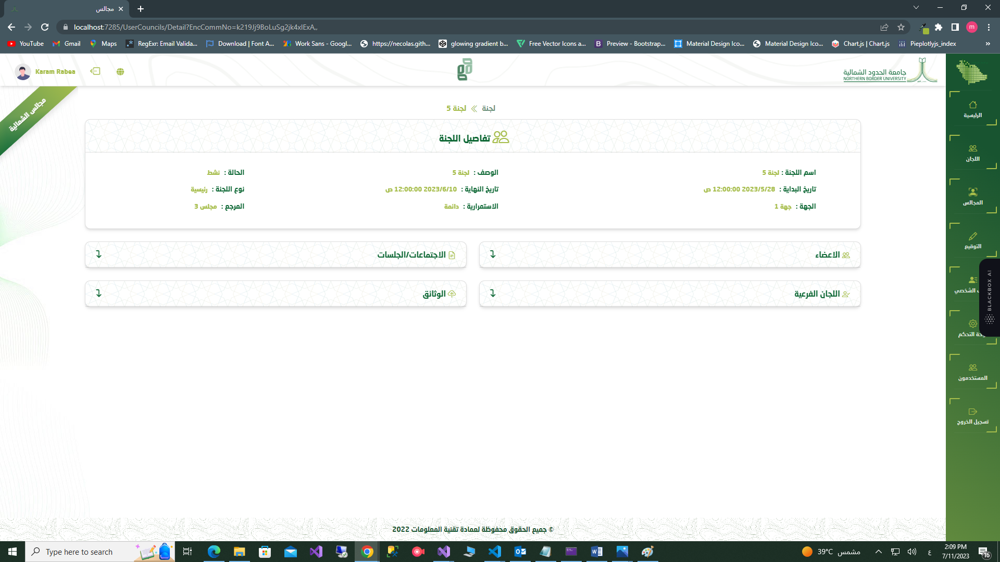 مجالس
localhost:7285/UserCouncils/Detail?EncCommNo=k219Jj9BoLuSg2jk4xlExA,,
m
YouTube
Gmail
Maps
RegExr: Email Valida...
Download | Font A...
Work Sans - Googl...
https://necolas.gith...
glowing gradient b...
Free Vector Icons a...
Preview - Bootstrap...
Material Design Ico...
Material Design Ico...
Chart.js | Chart.js
Pieplotlyjs_index
Karam Rabea
جامعة الحدود الشمالية
NORTHERN BORDER UNIVERSITY
مجالس الشمالية
لجنة » لجنة 5
تفاصيل اللجنة
اسم اللجنة : لجنة 5
الوصف : لجنة 5
الحالة : نشط
تاريخ البداية : 2023/5/28 12:00:00 ص
تاريخ النهاية : 2023/6/10 12:00:00 ص
نوع اللجنة : رئيسية
الجهة : جهة 1
الاستمرارية : دائمة
المرجع : مجلس 3
الاعضاء
الاجتماعات/الجلسات
اللجان الفرعية
الوثائق
الرئيسية
اللجان
المجالس
التوقيع
الشخصي
التحكم
المستخدمون
تسجيل الخروج
BLACKBOX AI
© جميع الحقوق محفوظة لعمادة تقنية المعلومات 2022
Type here to search
39°C مشمس
ع
2:09 PM
7/11/2023
16